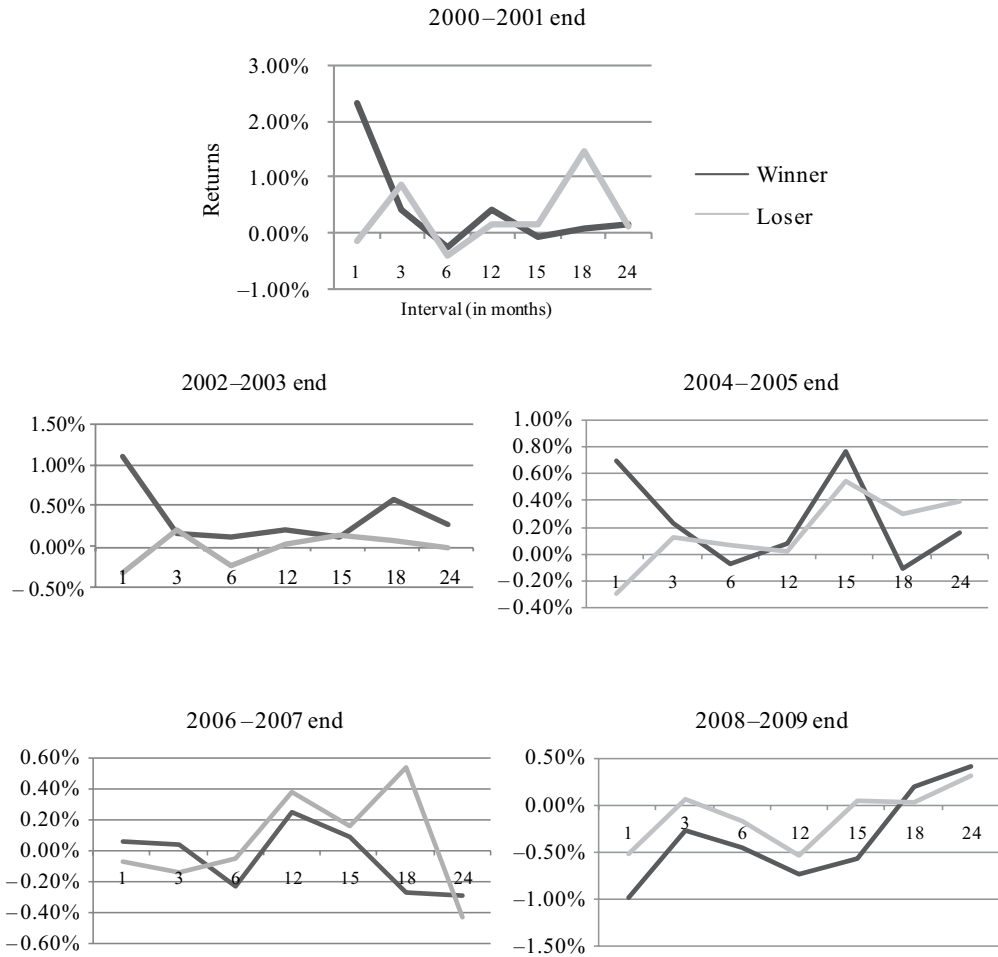 2000–2001 end
3.00%
2.00%
1.00%
0.00%
–1.00%
Returns
1 3 6 12 15 18 24
Interval (in months)
Winner
Loser
2002–2003 end
1.50%
1.00%
0.50%
0.00%
– 0.50%
1 3 6 12 15 18 24
2004–2005 end
1.00%
0.80%
0.60%
0.40%
0.20%
0.00%
–0.20%
–0.40%
1 3 6 12 15 18 24
2006–2007 end
0.60%
0.40%
0.20%
0.00%
–0.20%
–0.40%
–0.60%
1 3 6 12 15 18 24
2008–2009 end
0.50%
0.00%
–0.50%
–1.00%
–1.50%
1 3 6 12 15 18 24